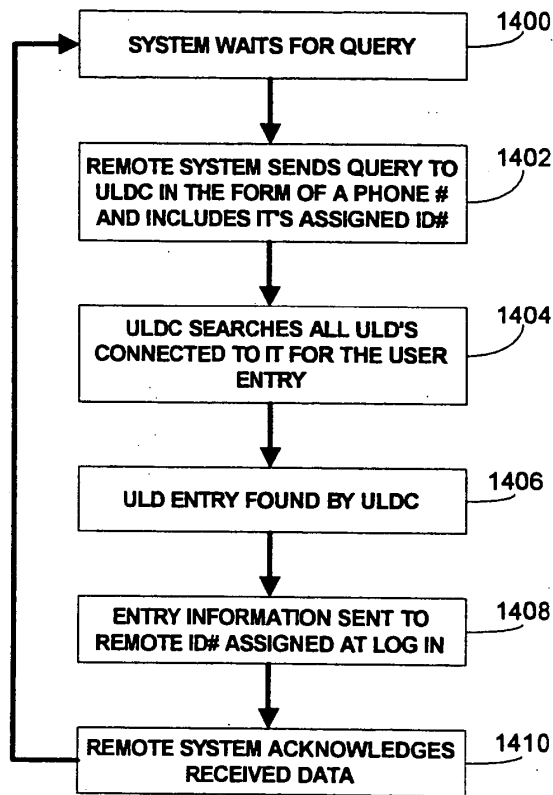 1400
SYSTEM WAITS FOR QUERY
1402
REMOTE SYSTEM SENDS QUERY TO
ULDC IN THE FORM OF A PHONE #
AND INCLUDES IT'S ASSIGNED ID#
1404
ULDC SEARCHES ALL ULD'S
CONNECTED TO IT FOR THE USER
ENTRY
1406
ULD ENTRY FOUND BY ULDC
1408
ENTRY INFORMATION SENT TO
REMOTE ID# ASSIGNED AT LOG IN
1410
REMOTE SYSTEM ACKNOWLEDGES
RECEIVED DATA